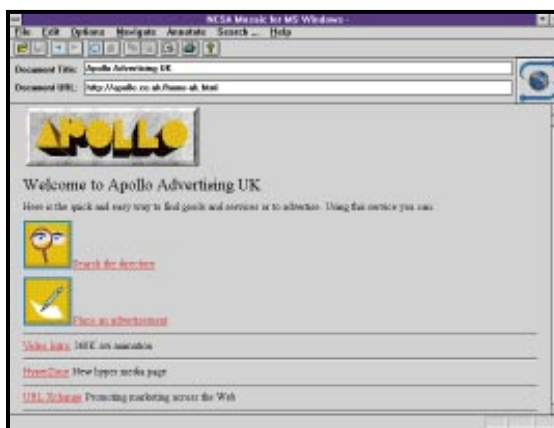 NCSA Mosaic for MS Windows -
File Edit Options Navigate Annotate Search ... Help
Document Title: Apollo Advertising UK
Document URL: http://apollo.co.uk/home-uk.html
APOLLO
Welcome to Apollo Advertising UK
Here is the quick and easy way to find goods and services or to advertise. Using this service you can:
Search the directory
Place an advertisement
Video Intro avi animation
HyperZone New hyper media page
URL Xchange Promoting marketing across the Web